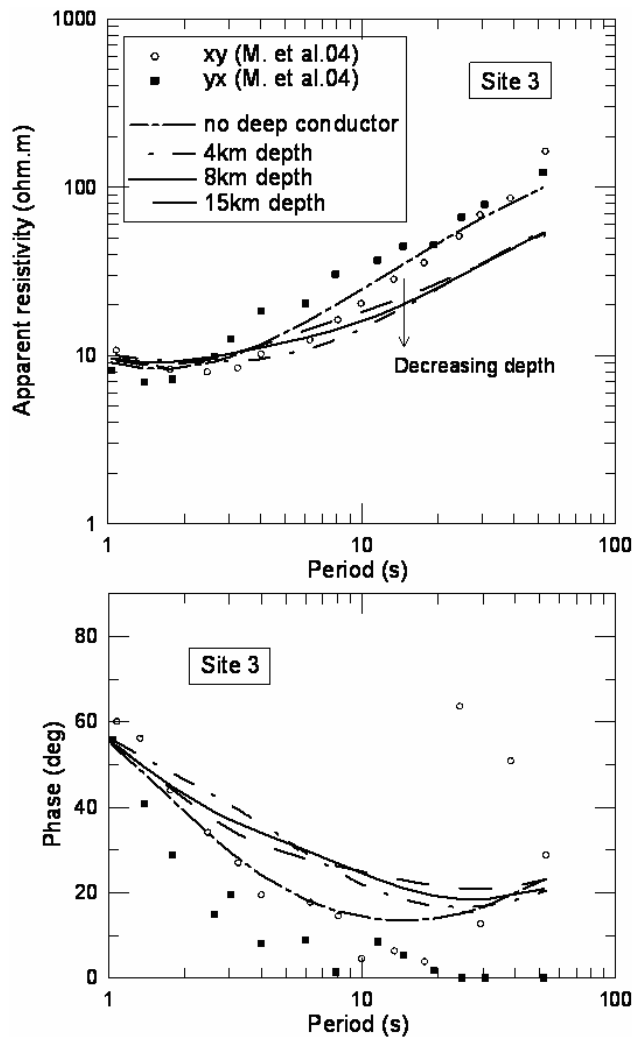 1000
xy (M. et al.04)
yx (M. et al.04)
Site 3
no deep conductor
4km depth
8km depth
15km depth
100
Apparent resistivity (ohm.m)
Decreasing depth
10
1
1
10
100
Period (s)
80
Site 3
60
Phase (deg)
40
20
0
1
10
100
Period (s)